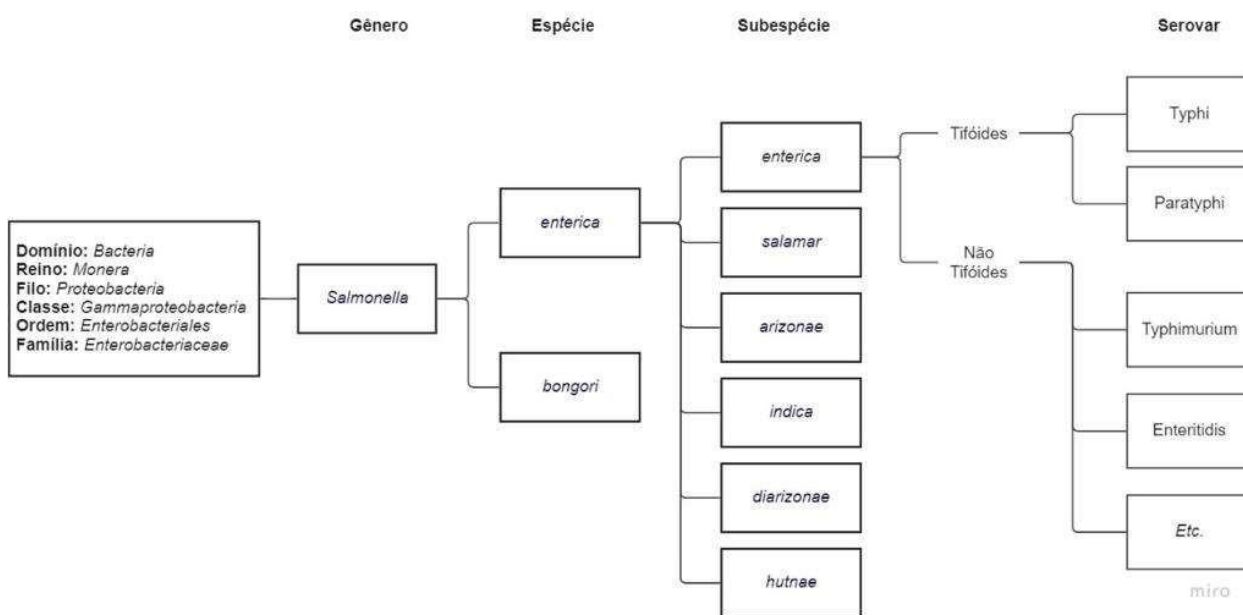 Gênero
Espécie
Subespécie
Serovar
Domínio: Bacteria
Reino: Monera
Filo: Proteobacteria
Classe: Gammaproteobacteria
Ordem: Enterobacteriales
Família: Enterobacteriaceae
Salmonella
enterica
bongori
enterica
salamar
arizonae
indica
diarizonae
hutnae
Tifóides
Não
Tifóides
Typhi
Paratyphi
Typhimurium
Enteritidis
Etc.
miro